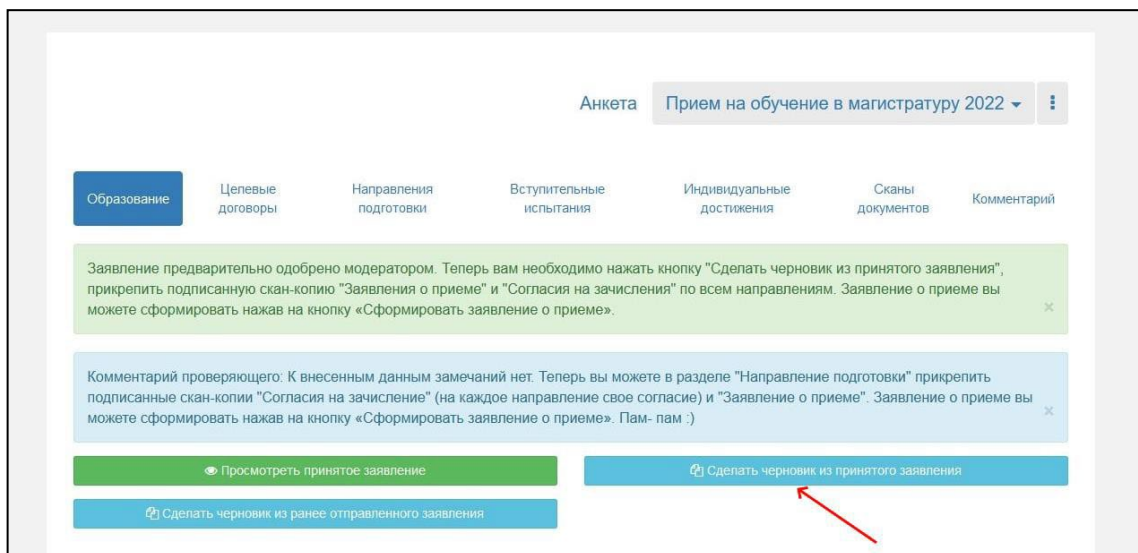 Анкета Прием на обучение в магистратуру 2022
Образование
Целевые
договоры
Направления
подготовки
Вступительные
испытания
Индивидуальные
достижения
Сканы
документов
Комментарий
Заявление предварительно одобрено модератором. Теперь вам необходимо нажать кнопку "Сделать черновик из принятого заявления",
прикрепить подписанную скан-копию "Заявления о приеме" и "Согласия на зачисления" по всем направлениям. Заявление о приеме вы
можете сформировать нажав на кнопку «Сформировать заявление о приеме».
Комментарий проверяющего: К внесенным данным замечаний нет. Теперь вы можете в разделе "Направление подготовки" прикрепить
подписанные скан-копии "Согласия на зачисление" (на каждое направление свое согласие) и "Заявление о приеме". Заявление о приеме вы
можете сформировать нажав на кнопку «Сформировать заявление о приеме». Пам- пам :)
Просмотреть принятое заявление
Сделать черновик из принятого заявления
Сделать черновик из ранее отправленного заявления